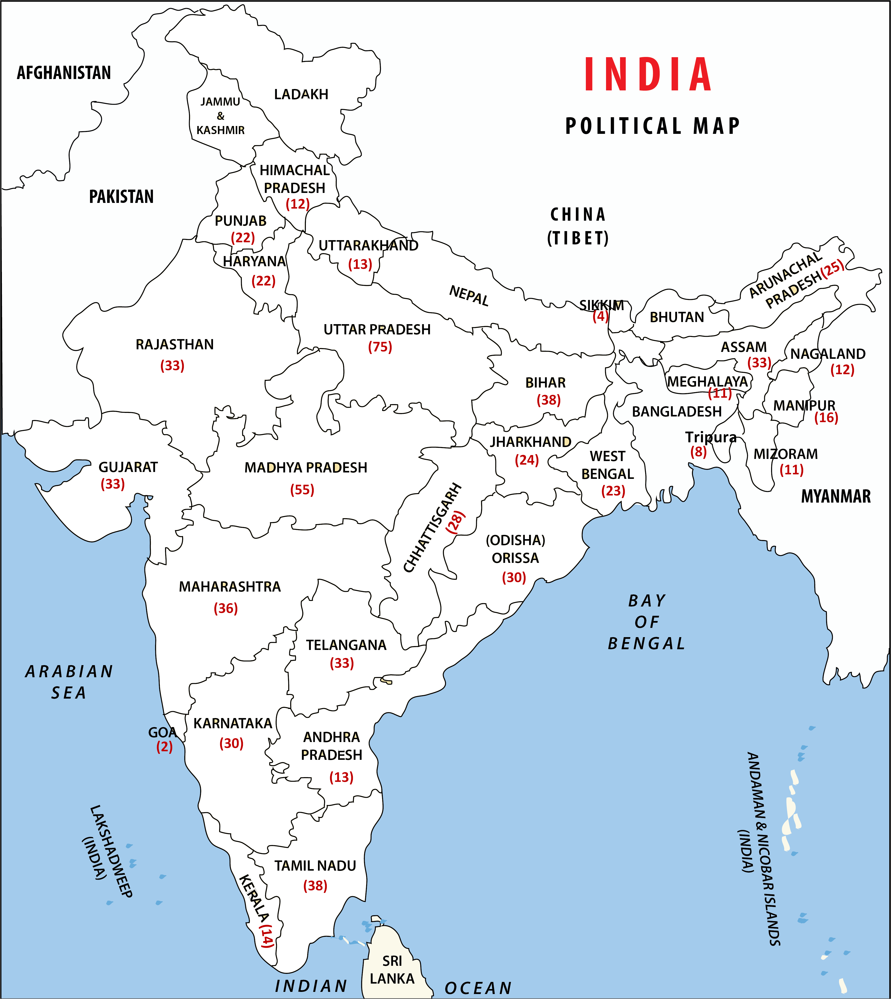 INDIA
POLITICAL MAP
AFGHANISTAN
LADAKH
JAMMU
&
KASHMIR
HIMACHAL
PRADESH
(12)
PAKISTAN
PUNJAB
(22)
CHINA
(TIBET)
UTTARAKHAND
(13)
HARYANA
(22)
ARUNACHAL
PRADESH(25)
NEPAL
SIKKIM
(4)
BHUTAN
UTTAR PRADESH
(75)
RAJASTHAN
(33)
ASSAM
(33)
NAGALAND
(12)
BIHAR
(38)
MEGHALAYA
(11)
BANGLADESH
MANIPUR
(16)
Tripura
(8)
JHARKHAND
(24)
WEST
BENGAL
(23)
MIZORAM
(11)
GUJARAT
(33)
MADHYA PRADESH
(55)
MYANMAR
CHHATTISGARH
(28)
(ODISHA)
ORISSA
(30)
MAHARASHTRA
(36)
BAY
OF
BENGAL
TELANGANA
(33)
ARABIAN
SEA
KARNATAKA
(30)
GOA
(2)
ANDHRA
PRADESH
(13)
ANDAMAN & NICOBAR ISLANDS
(INDIA)
LAKSHADWEEP
(INDIA)
TAMIL NADU
(38)
KERALA
(14)
SRI
LANKA
INDIAN OCEAN